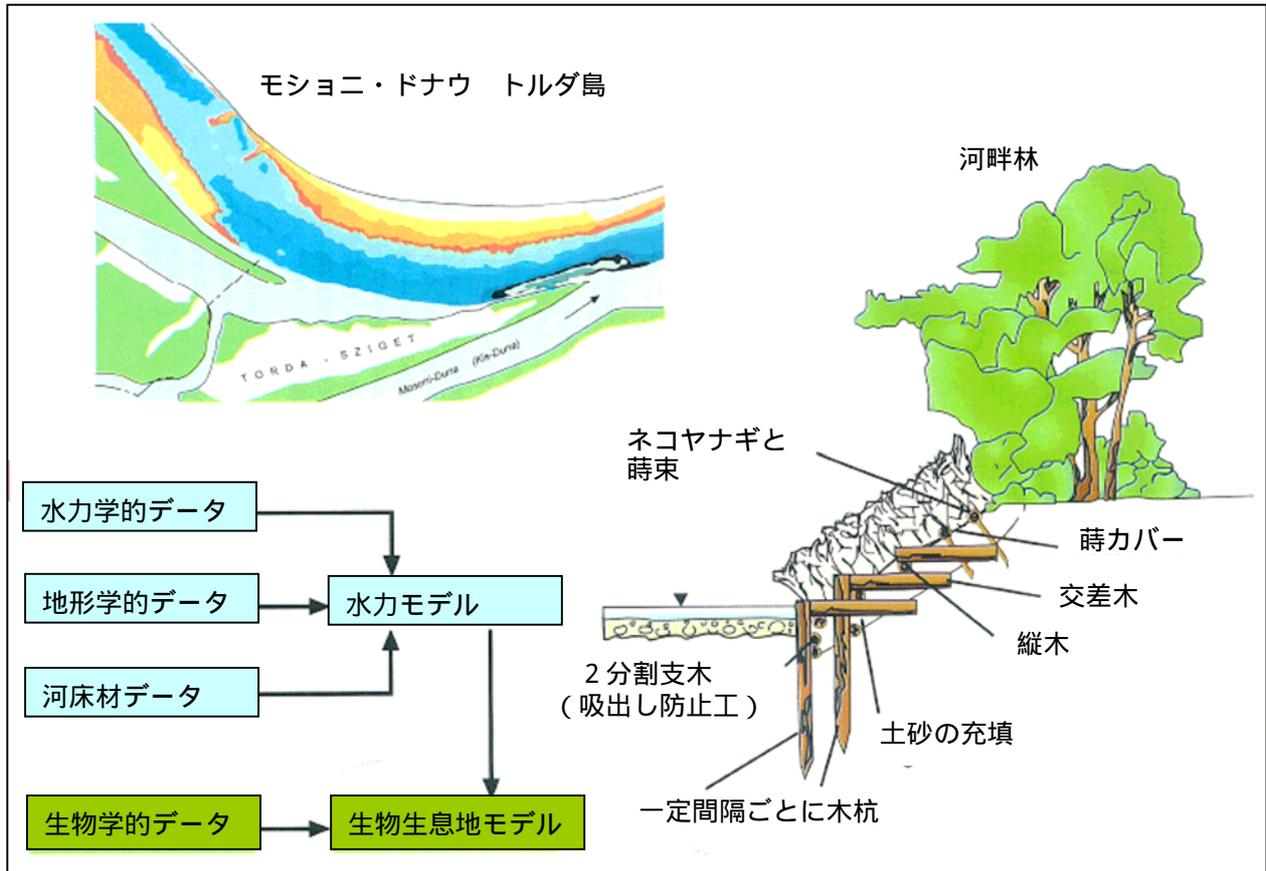 モショニ・ドナウ　トルダ島
TORDA - SZIGET
Mosoni-Duna (Kis-Duna)
河畔林
ネコヤナギと
蒔束
蒔カバー
交差木
縦木
２分割支木
（吸出し防止工）
土砂の充填
一定間隔ごとに木杭
水力学的データ
地形学的データ
水力モデル
河床材データ
生物学的データ
生物生息地モデル